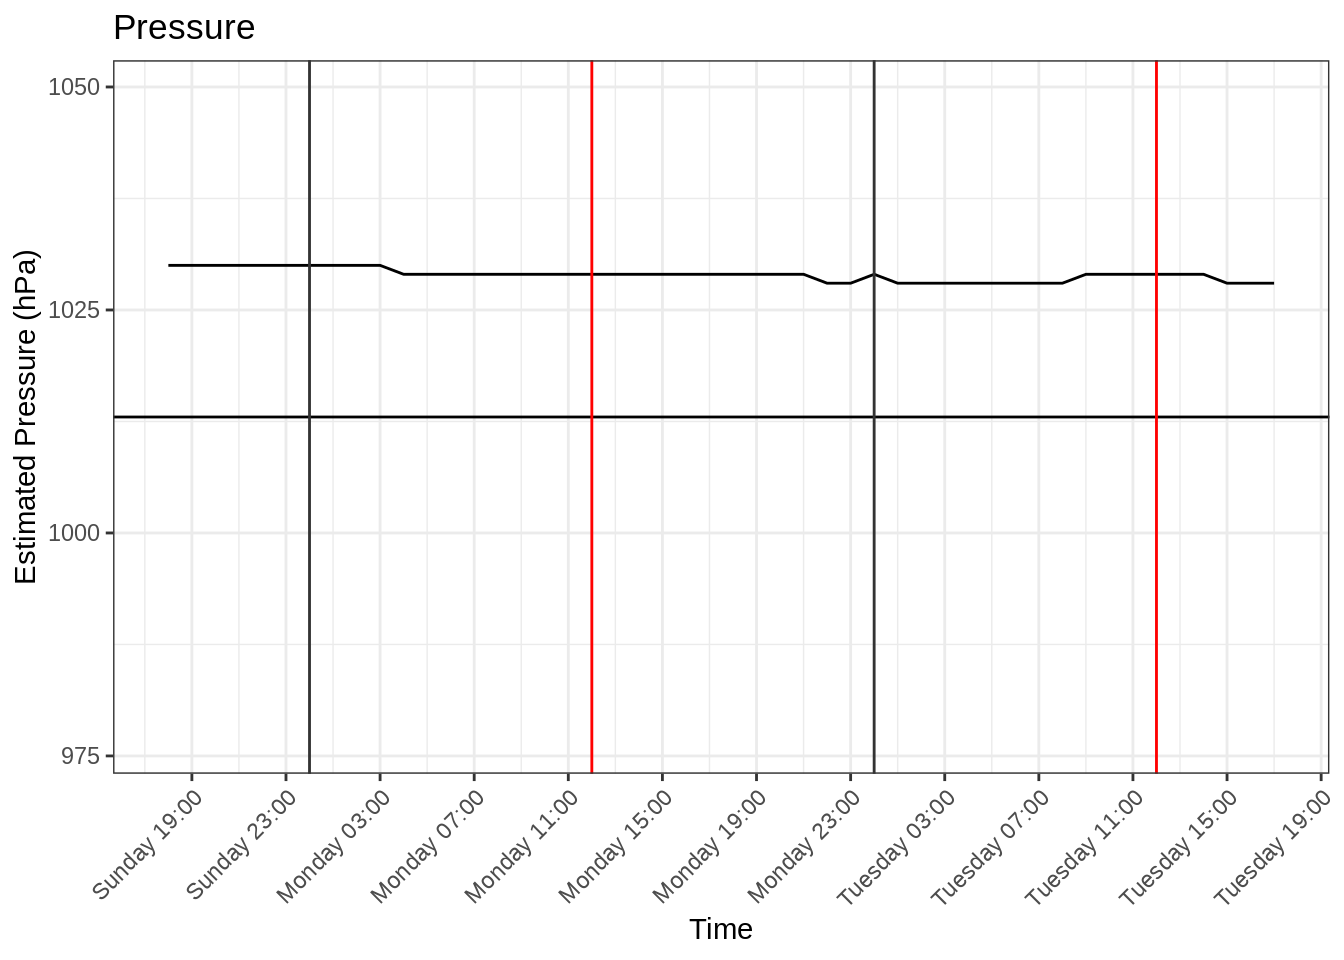 Pressure
Estimated Pressure (hPa)
1050
1025
1000
975
Sunday 19:00
Sunday 23:00
Monday 03:00
Monday 07:00
Monday 11:00
Monday 15:00
Monday 19:00
Monday 23:00
Tuesday 03:00
Tuesday 07:00
Tuesday 11:00
Tuesday 15:00
Tuesday 19:00
Time